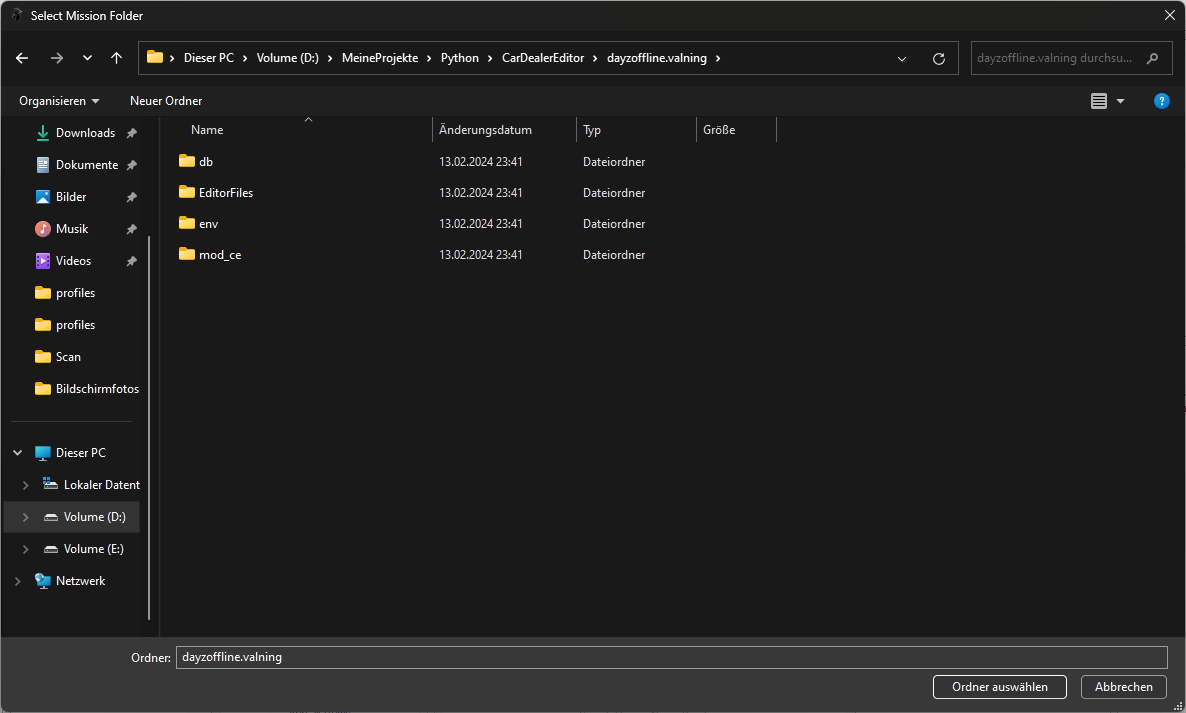 Select Mission Folder
Dieser PC > Volume (D:) > MeineProjekte > Python > CarDealerEditor > dayzoffline.valning >
dayzoffline.valning durchsu...
Organisieren Neuer Ordner
Name Änderungsdatum Typ Größe
db 13.02.2024 23:41 Dateiordner
EditorFiles 13.02.2024 23:41 Dateiordner
env 13.02.2024 23:41 Dateiordner
mod_ce 13.02.2024 23:41 Dateiordner
Downloads
Dokumente
Bilder
Musik
Videos
profiles
profiles
Scan
Bildschirmfotos
Dieser PC
Lokaler Datent
Volume (D:)
Volume (E:)
Netzwerk
Ordner: dayzoffline.valning
Ordner auswählen Abbrechen